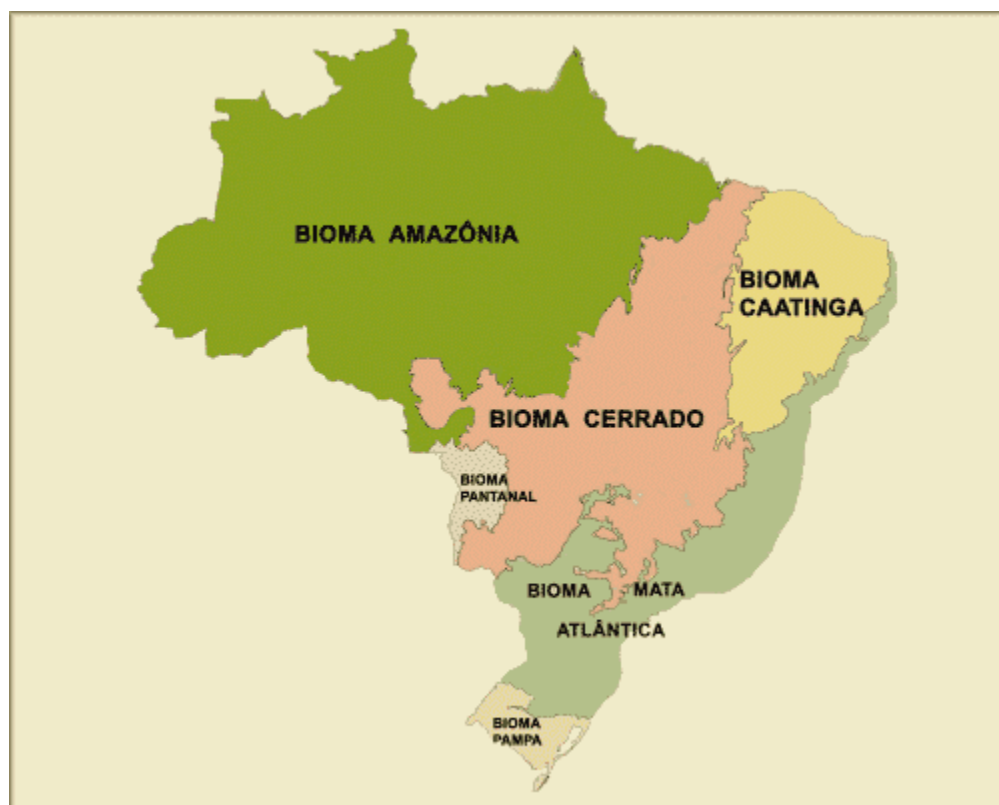 BIOMA AMAZÔNIA
BIOMA
CAATINGA
BIOMA CERRADO
BIOMA
PANTANAL
BIOMA MATA
ATLÂNTICA
BIOMA
PAMPA